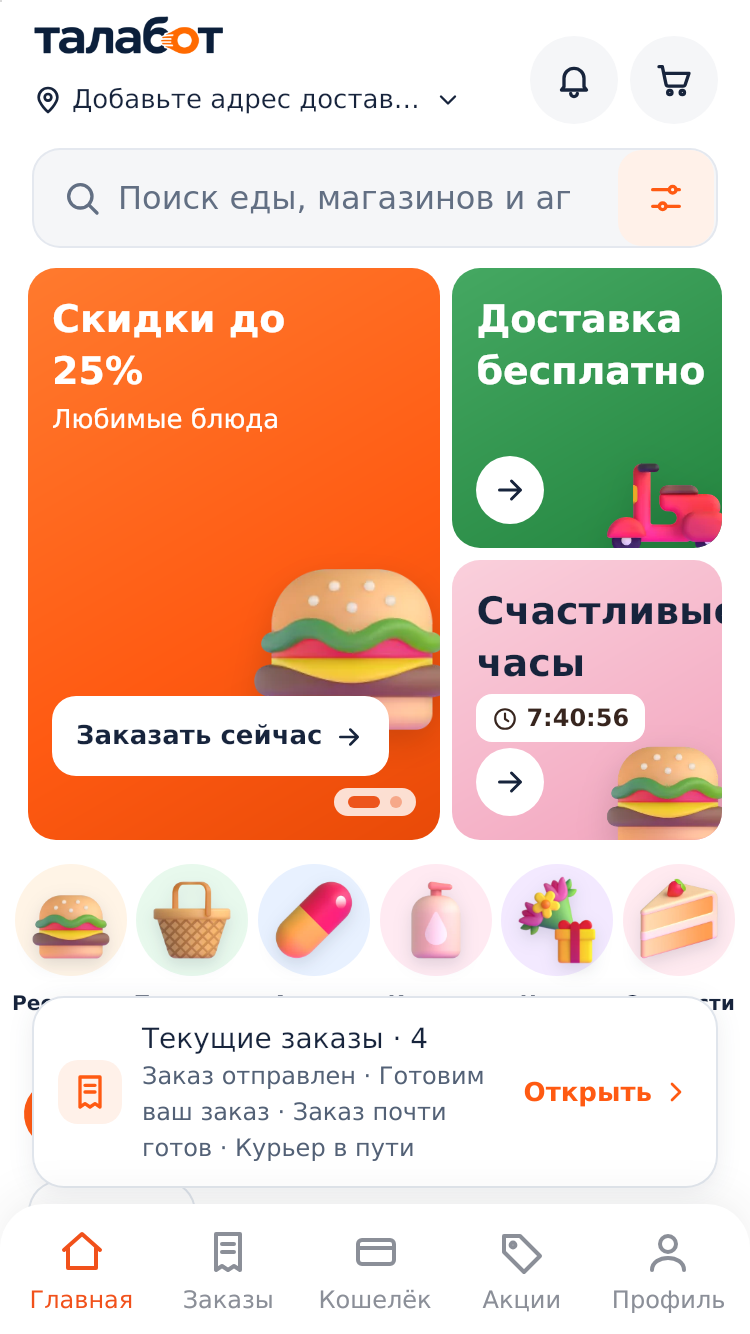 талабот
Добавьте адрес достав...
Поиск еды, магазинов и аг
Скидки до
25%
Любимые блюда
Заказать сейчас
Доставка
бесплатно
Счастливые
часы
7:40:56
Текущие заказы · 4
Заказ отправлен · Готовим
ваш заказ · Заказ почти
готов · Курьер в пути
Открыть
Главная
Заказы
Кошелёк
Акции
Профиль